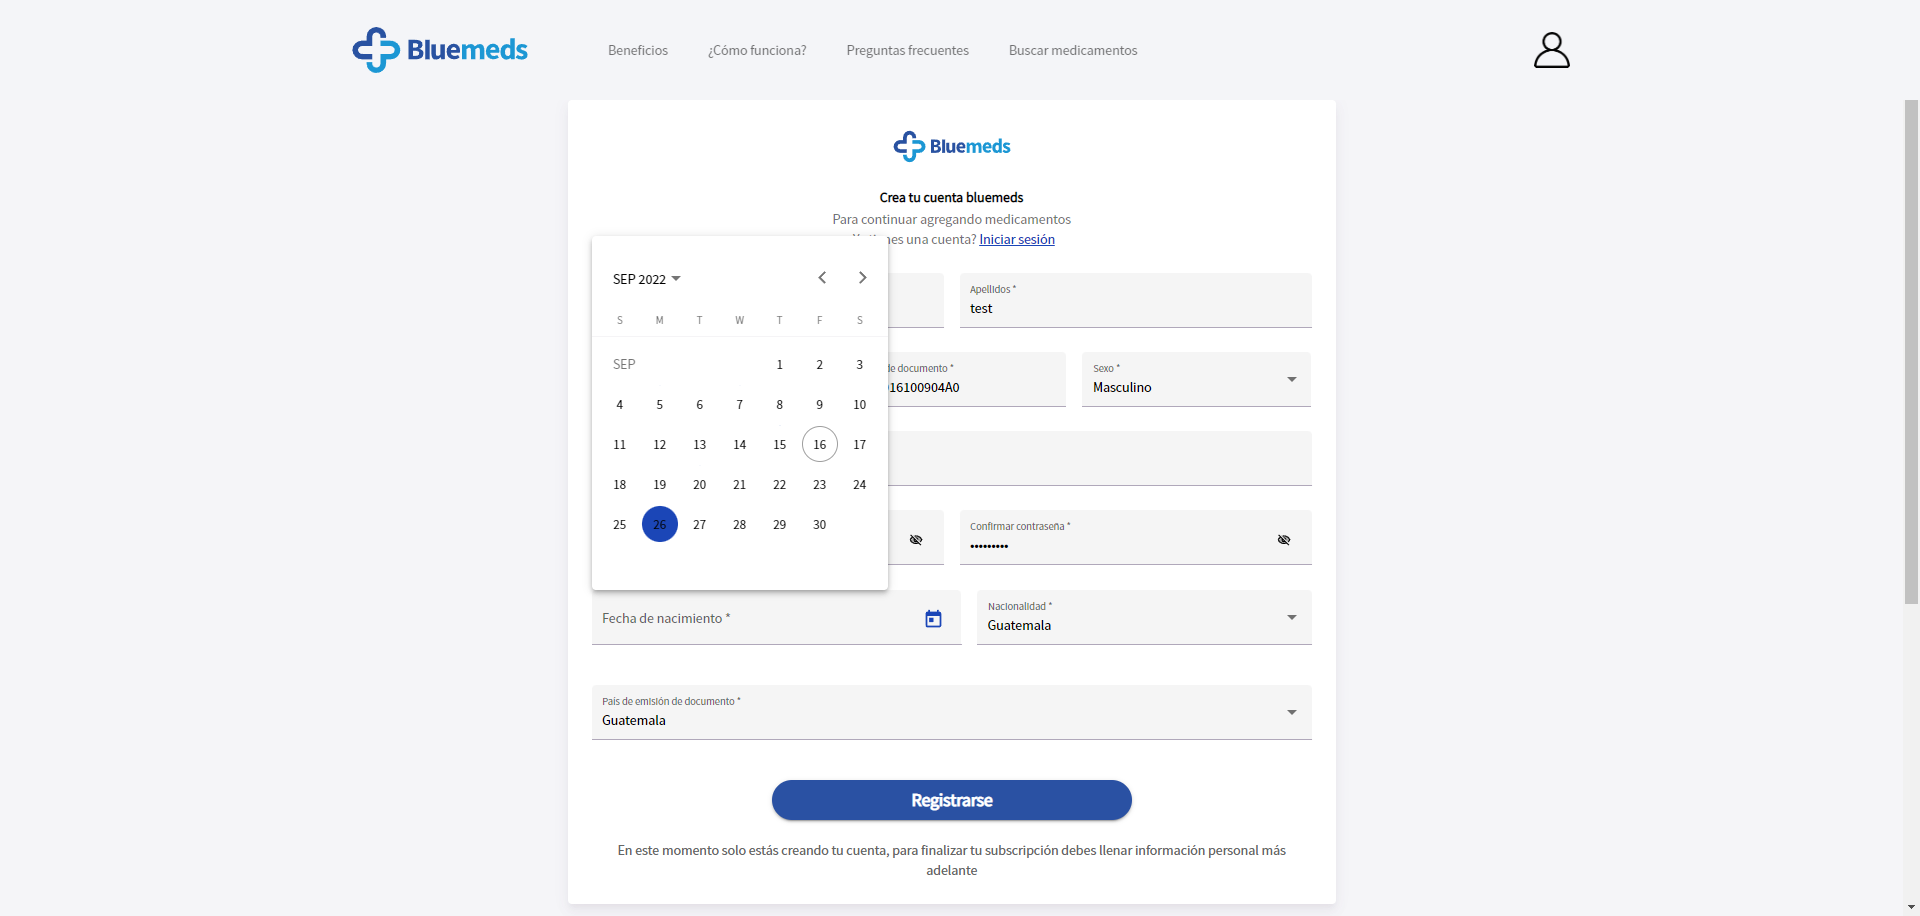 Bluemeds
Beneficios
¿Cómo funciona?
Preguntas frecuentes
Buscar medicamentos
Bluemeds
Crea tu cuenta bluemeds
Para continuar agregando medicamentos
una cuenta? Iniciar sesión
SEP 2022
S M T W T F S
SEP 1 2 3
4 5 6 7 8 9 10
11 12 13 14 15 16 17
18 19 20 21 22 23 24
25 26 27 28 29 30
Apellidos *
test
de documento *
16100904A0
Sexo *
Masculino
Confirmar contraseña *
•••••••••
Fecha de nacimiento *
Nacionalidad *
Guatemala
País de emisión de documento *
Guatemala
Registrarse
En este momento solo estás creando tu cuenta, para finalizar tu subscripción debes llenar información personal más
adelante